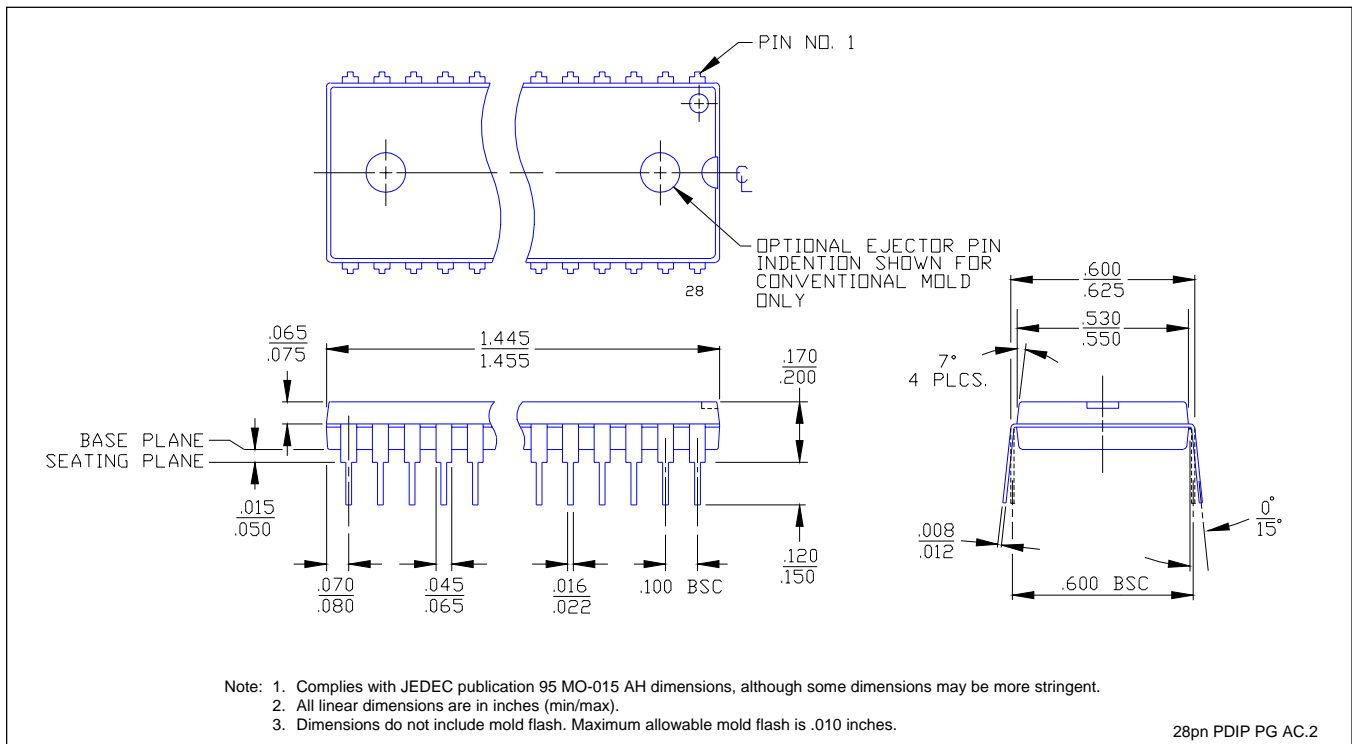 PIN NO. 1
C
L
OPTIONAL EJECTOR PIN
INDENTION SHOWN FOR
CONVENTIONAL MOLD
ONLY
28
.600
.625
.530
.550
.065
.075
1.445
1.455
.170
.200
7°
4 PLCS.
BASE PLANE
SEATING PLANE
.015
.050
.070
.080
.045
.065
.016
.022
.100 BSC
.120
.150
.008
.012
0°
15°
.600 BSC
Note: 1. Complies with JEDEC publication 95 MO-015 AH dimensions, although some dimensions may be more stringent.
2. All linear dimensions are in inches (min/max).
3. Dimensions do not include mold flash. Maximum allowable mold flash is .010 inches.
28pn PDIP PG AC.2